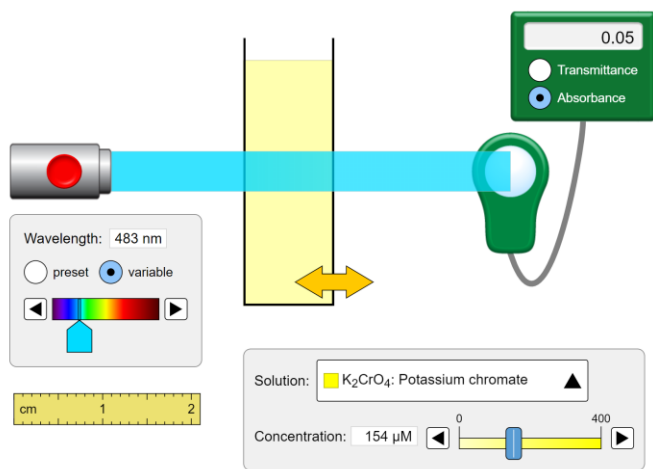 0.05
Transmittance
Absorbance
Wavelength: 483 nm
preset variable
cm 1 2
Solution: K₂CrO₄: Potassium chromate
0 400
Concentration: 154 µM